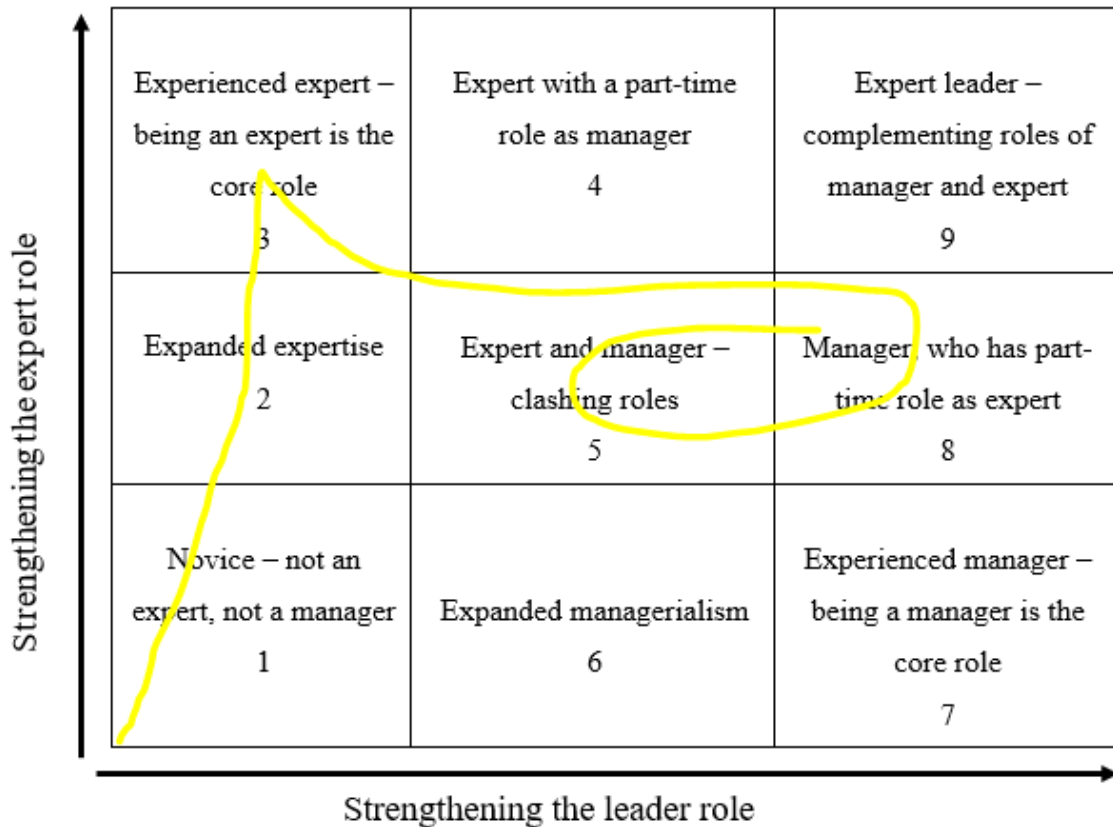 Experienced expert –
being an expert is the
core role
3
Expert with a part-time
role as manager
4
Expert leader –
complementing roles of
manager and expert
9
Expanded expertise
2
Expert and manager –
clashing roles
5
Manager, who has part-
time role as expert
8
Novice – not an
expert, not a manager
1
Expanded managerialism
6
Experienced manager –
being a manager is the
core role
7
Strengthening the expert role
Strengthening the leader role